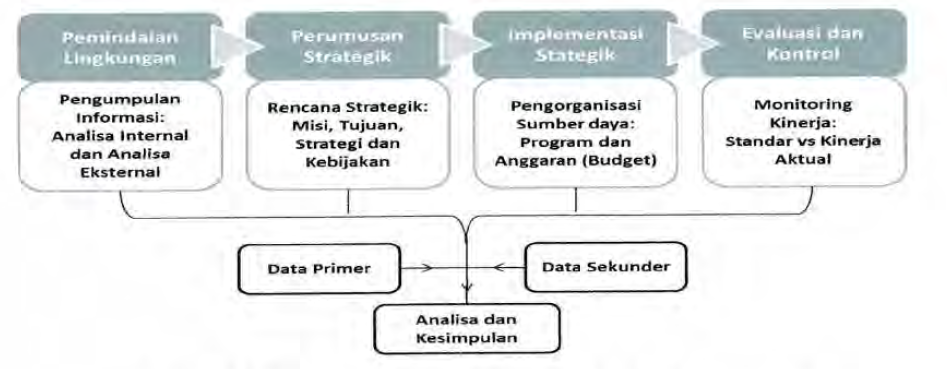 Pemindaian
Lingkungan
Pengumpulan
Informasi:
Analisa Internal
dan Analisa
Eksternal
Perumusan
Strategik
Rencana Strategik:
Misi, Tujuan,
Strategi dan
Kebijakan
Implementasi
Stategik
Pengorganisasi
Sumber daya:
Program dan
Anggaran (Budget)
Evaluasi dan
Kontrol
Monitoring
Kinerja:
Standar vs Kinerja
Aktual
Data Primer
Data Sekunder
Analisa dan
Kesimpulan